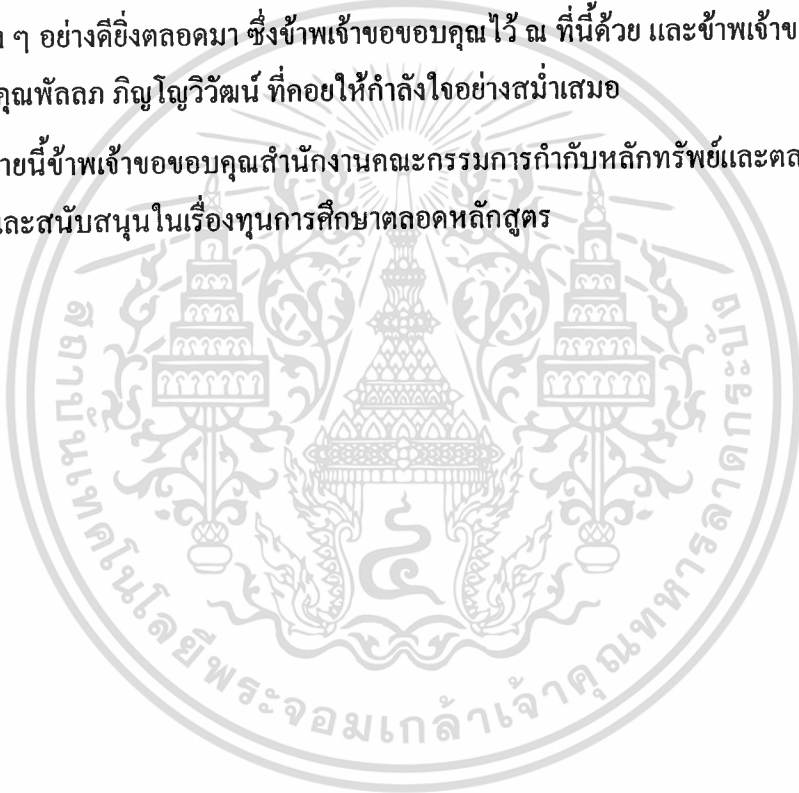 ๆ อย่างดียิ่งตลอดมา ซึ่งข้าพเจ้าขอขอบคุณไว้ ณ ที่นี้ด้วย และข้าพเจ้าข
คุณพัลลภ ภิญโญวิวัฒน์ ที่คอยให้กำลังใจอย่างสม่ำเสมอ
ายนี้ข้าพเจ้าขอขอบคุณสำนักงานคณะกรรมการกำกับหลักทรัพย์และตล
และสนับสนุนในเรื่องทุนการศึกษาตลอดหลักสูตร
สถาบันเทคโนโลยีพระจอมเกล้าเจ้าคุณทหารลาดกระบัง